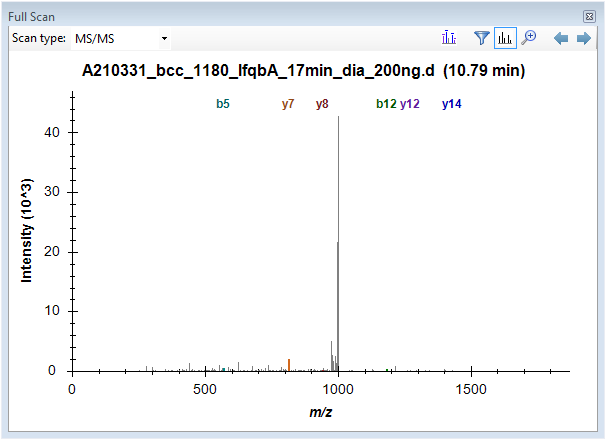 Full Scan
Scan type: MS/MS
A210331_bcc_1180_lfqbA_17min_dia_200ng.d (10.79 min)
b5 y7 y8 b12 y12 y14
Intensity (10^3)
40
30
20
10
0
0 500 1000 1500
m/z